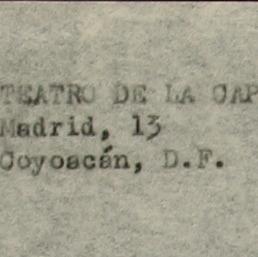 TEATRO DE LA CAP
Madrid, 13
Coyoacán, D.F.